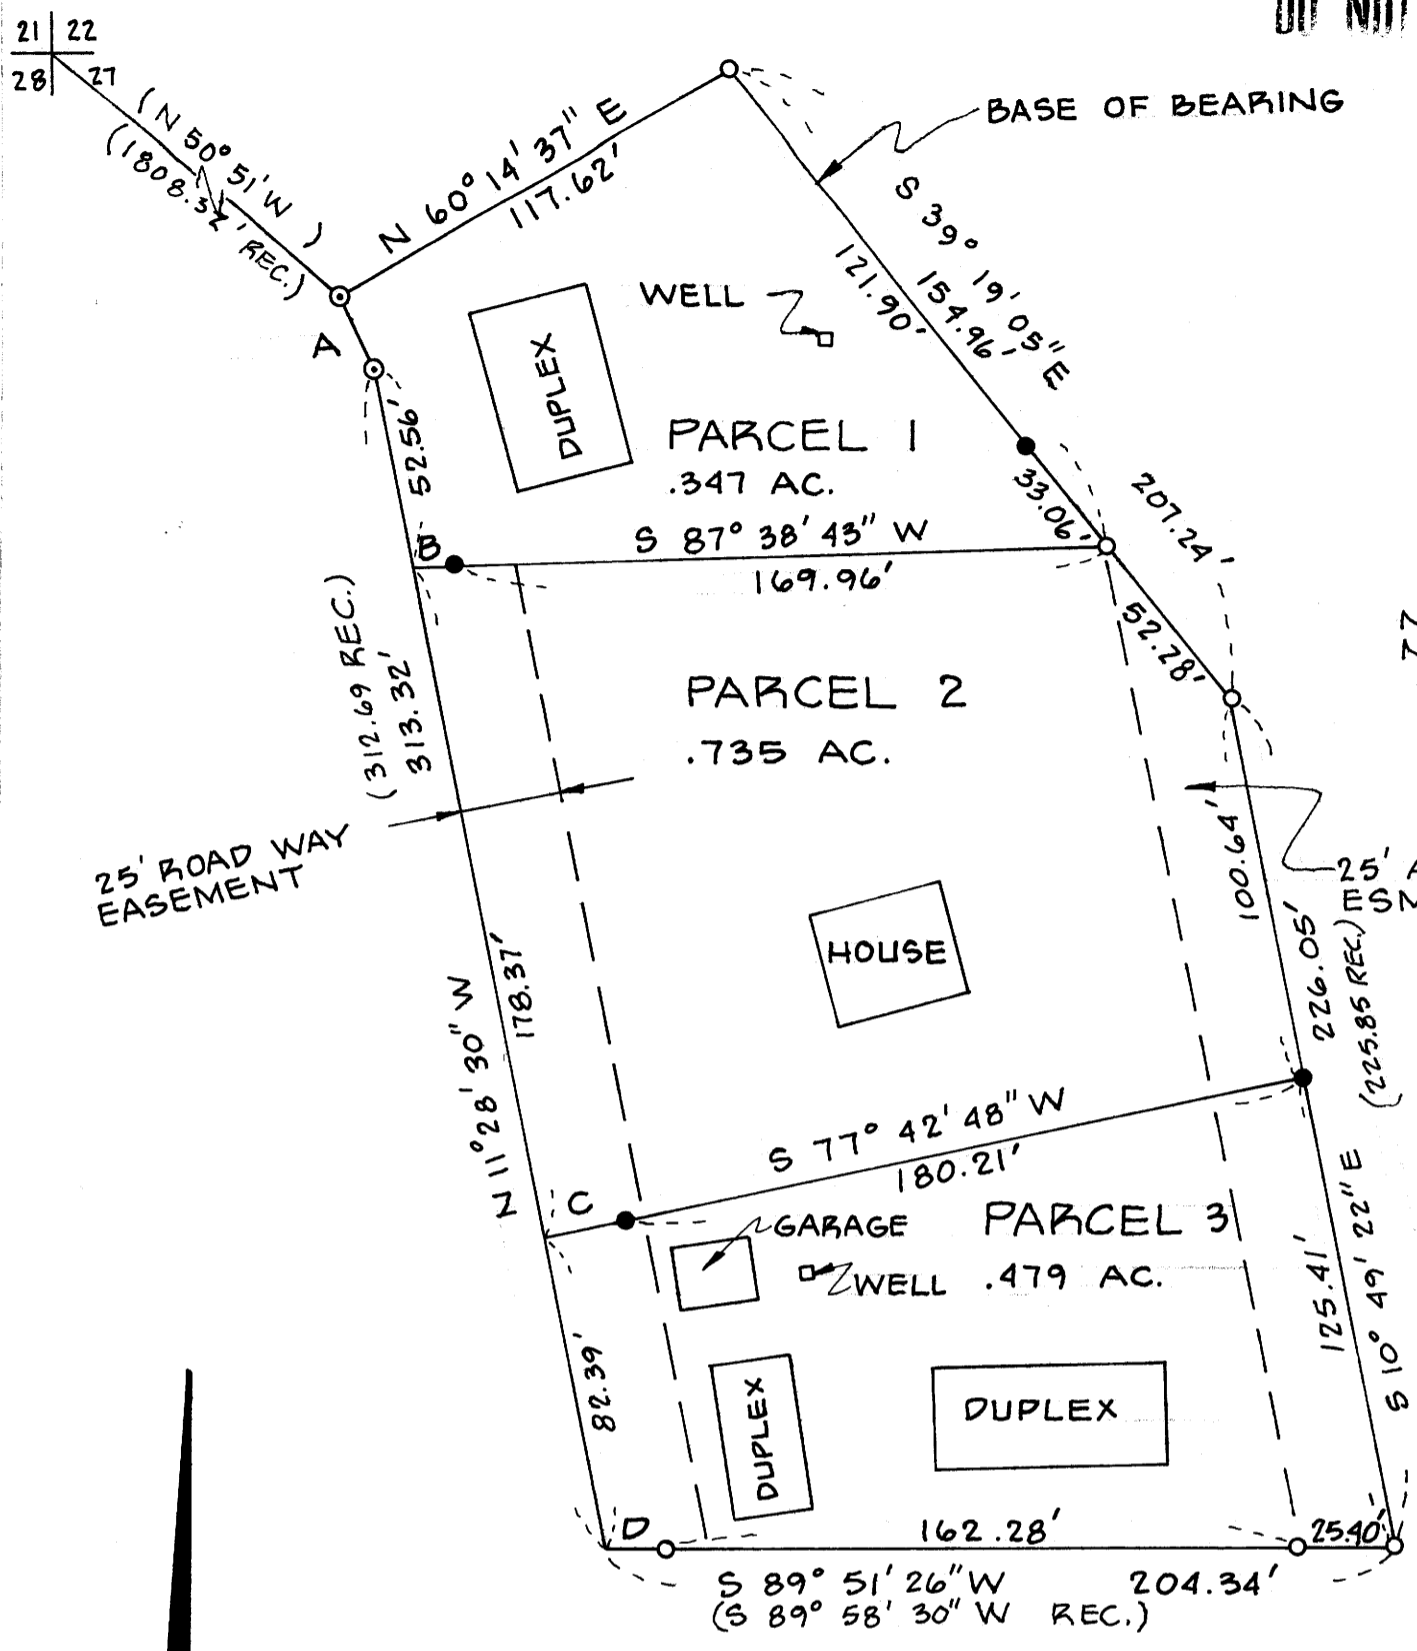 21 22
28 27
(N 50° 51' W )
(1808.32' REC.)
N 60° 14' 37" E
117.62'
BASE OF BEARING
S 39° 19' 05" E
154.96'
121.90'
WELL
A
DUPLEX
52.56'
PARCEL 1
.347 AC.
33.06'
207.24'
B
S 87° 38' 43" W
169.96'
52.28'
(312.69 REC.)
313.32'
PARCEL 2
.735 AC.
25' ROAD WAY
EASEMENT
100.64'
25'
HOUSE
226.05'
(225.85 REC.)
178.37'
N 11° 28' 30" W
S 77° 42' 48" W
180.21'
C
GARAGE
PARCEL 3
WELL
.479 AC.
125.41'
S 10° 49' 22" E
82.39'
DUPLEX
DUPLEX
D
162.28'
25.40'
S 89° 51' 26" W 204.34'
(S 89° 58' 30" W REC.)